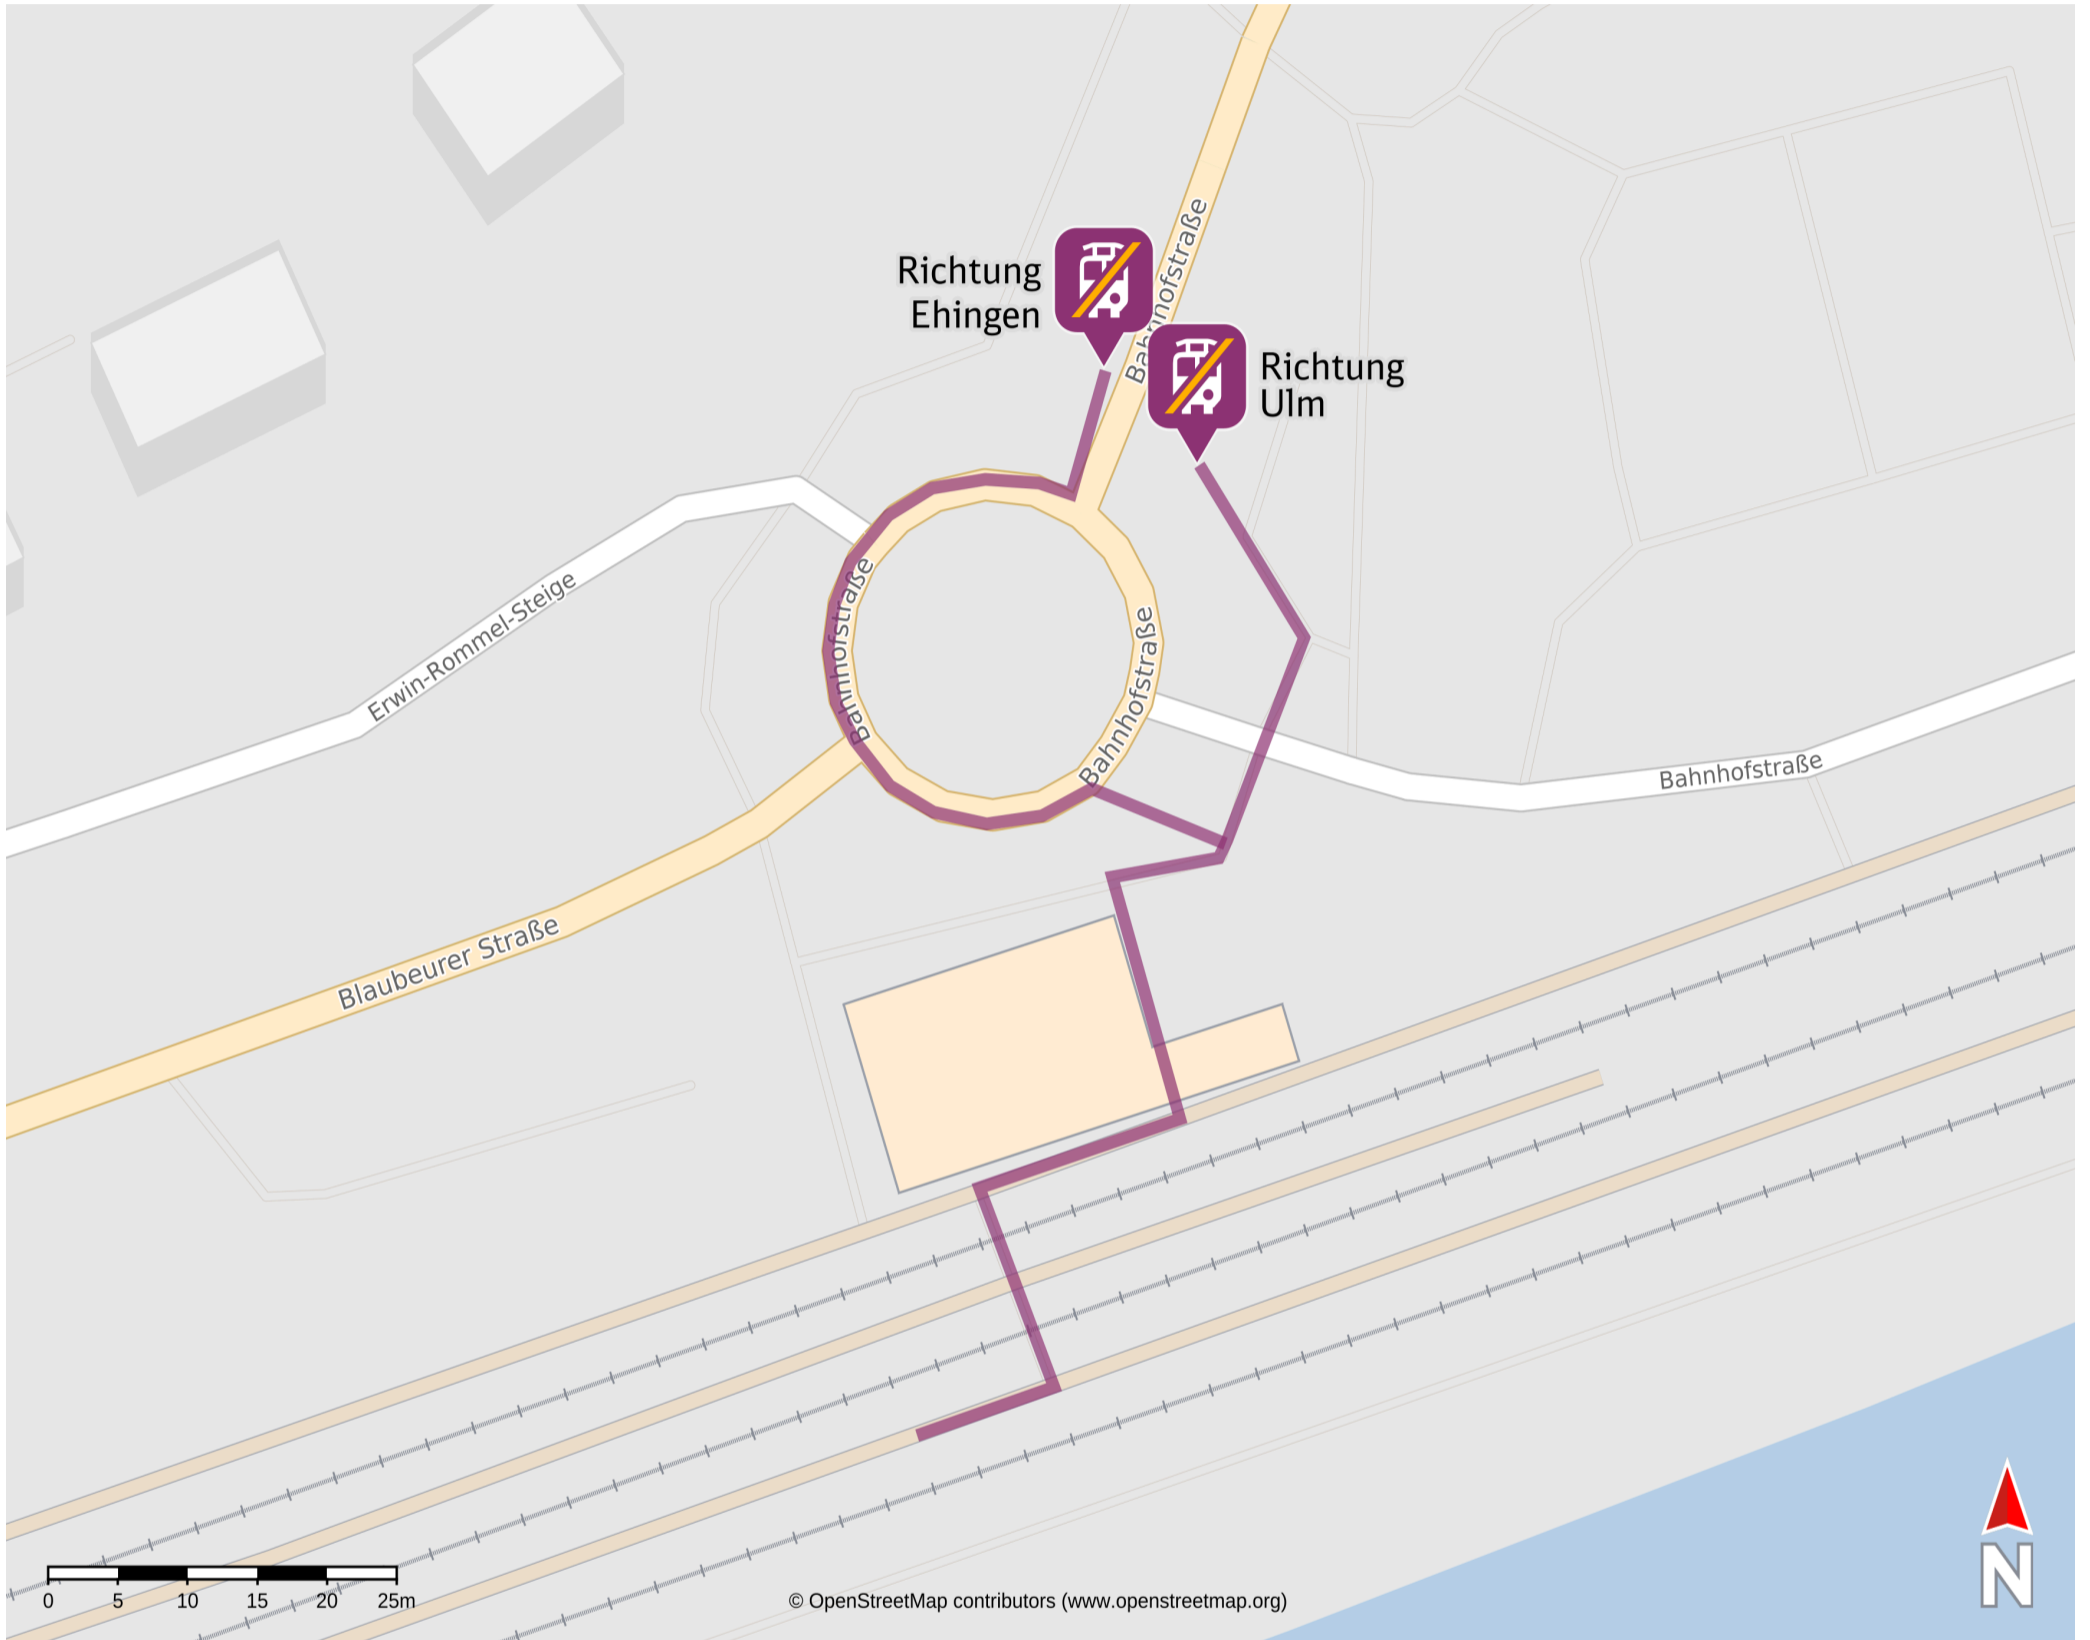 Richtung
Ehingen
Bahnhofstraße
Richtung
Ulm
Erwin-Rommel-Steige
Bahnhofstraße
Bahnhofstraße
Bahnhofstraße
Blaubeurer Straße
0 5 10 15 20 25m
© OpenStreetMap contributors (www.openstreetmap.org)
N